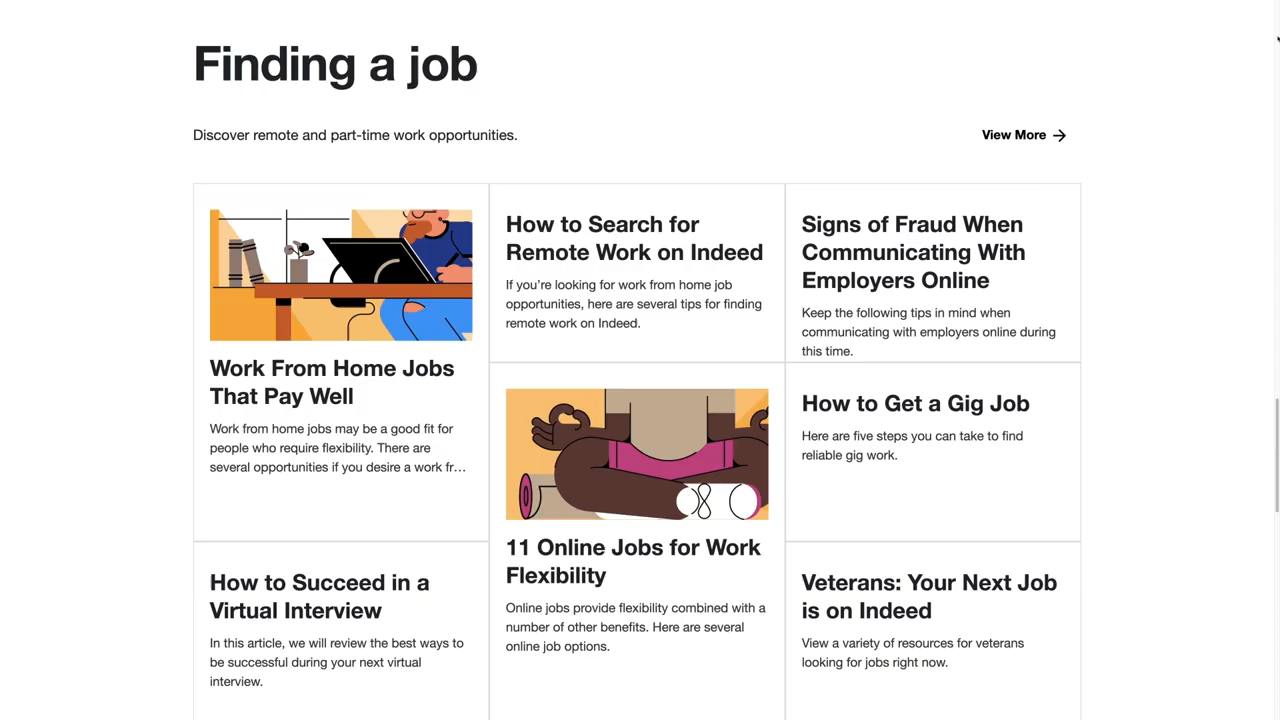 Finding a job
Discover remote and part-time work opportunities.
View More
Work From Home Jobs
That Pay Well
Work from home jobs may be a good fit for
people who require flexibility. There are
several opportunities if you desire a work fr…
How to Search for
Remote Work on Indeed
If you’re looking for work from home job
opportunities, here are several tips for finding
remote work on Indeed.
Signs of Fraud When
Communicating With
Employers Online
Keep the following tips in mind when
communicating with employers online during
this time.
How to Get a Gig Job
Here are five steps you can take to find
reliable gig work.
How to Succeed in a
Virtual Interview
In this article, we will review the best ways to
be successful during your next virtual
interview.
11 Online Jobs for Work
Flexibility
Online jobs provide flexibility combined with a
number of other benefits. Here are several
online job options.
Veterans: Your Next Job
is on Indeed
View a variety of resources for veterans
looking for jobs right now.